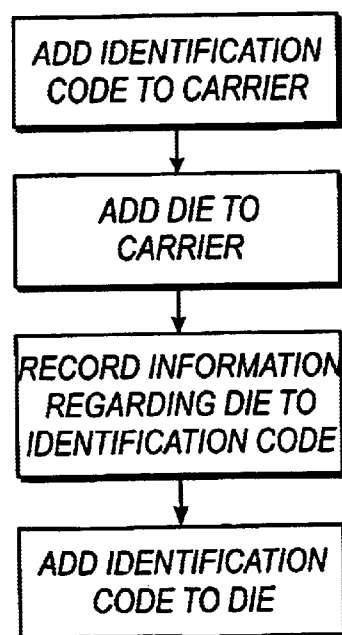 ADD IDENTIFICATION
CODE TO CARRIER
ADD DIE TO
CARRIER
RECORD INFORMATION
REGARDING DIE TO
IDENTIFICATION CODE
ADD IDENTIFICATION
CODE TO DIE